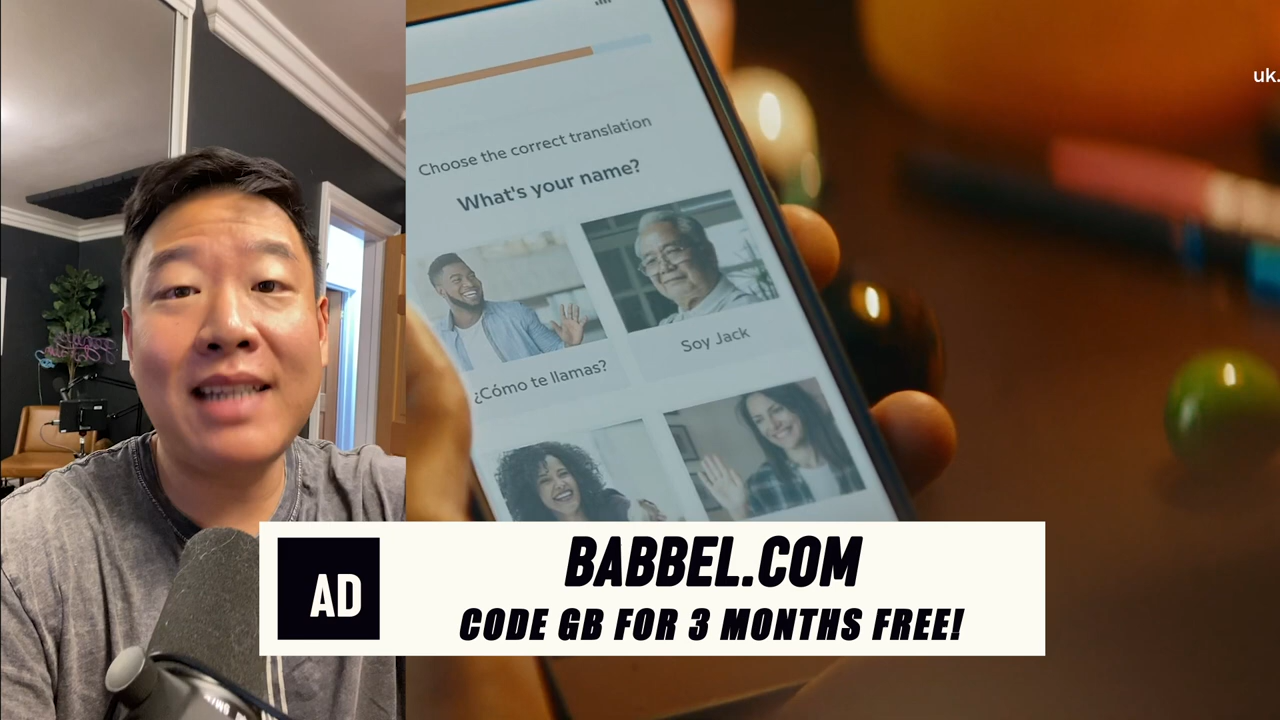 uk.
Choose the correct translation
What's your name?
¿Cómo te llamas?
Soy Jack
AD
BABBEL.COM
CODE GB FOR 3 MONTHS FREE!